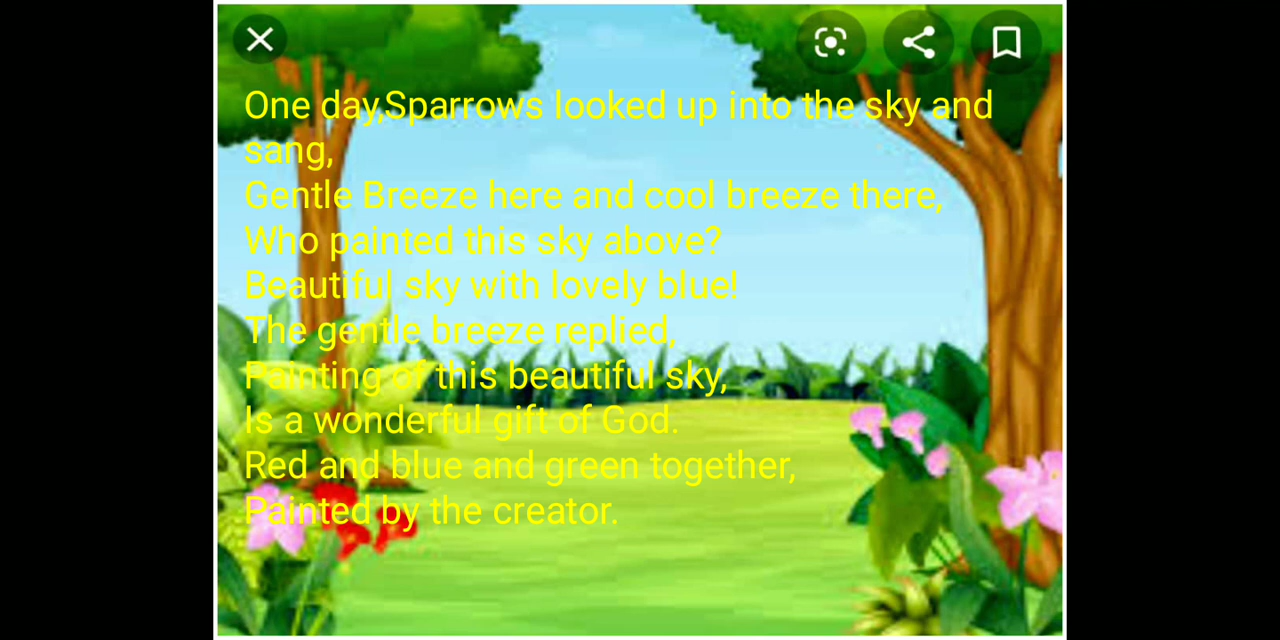 One day,Sparrows looked up into the sky and
sang,
Gentle Breeze here and cool breeze there,
Who painted this sky above?
Beautiful sky with lovely blue!
The gentle breeze replied,
Painting of this beautiful sky,
Is a wonderful gift of God.
Red and blue and green together,
Painted by the creator.